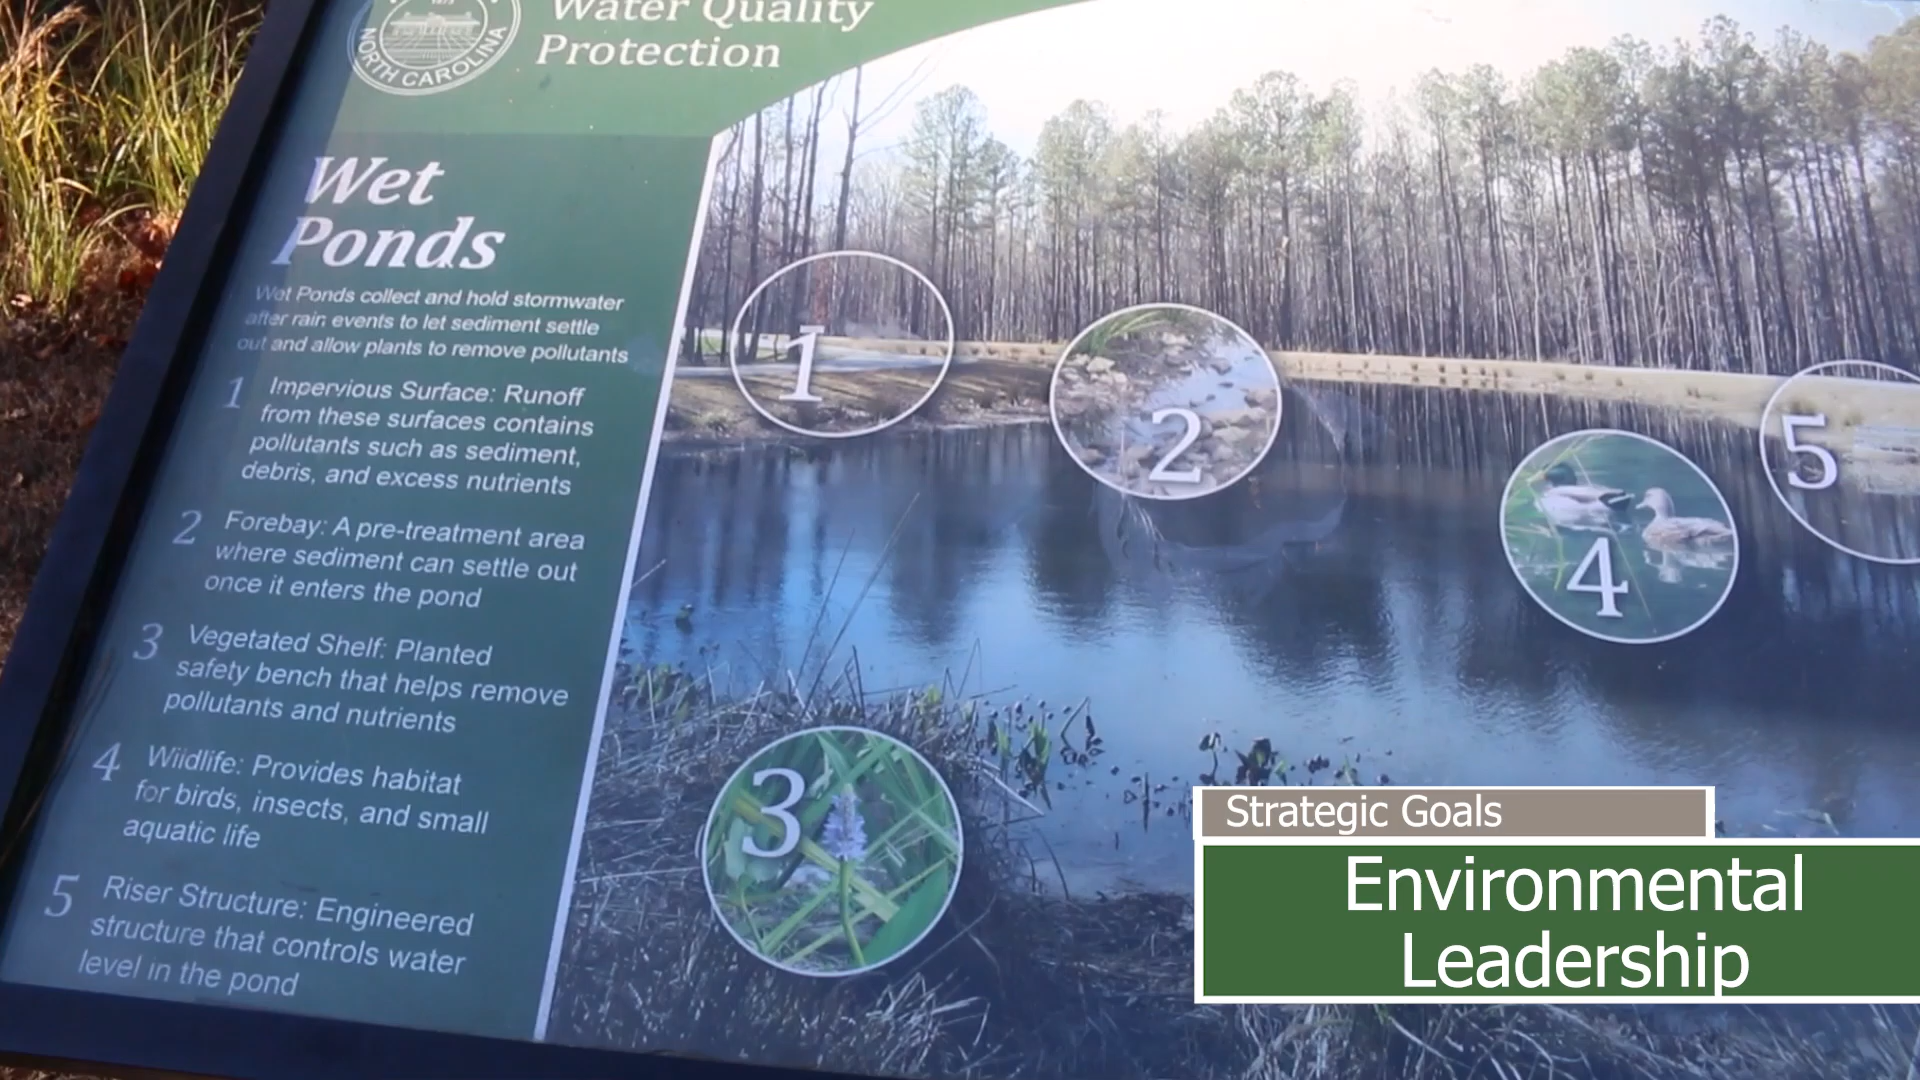 1877
NORTH CAROLINA
Water Quality
Protection
Wet
Ponds
Wet Ponds collect and hold stormwater
after rain events to let sediment settle
out and allow plants to remove pollutants
1 Impervious Surface: Runoff
from these surfaces contains
pollutants such as sediment,
debris, and excess nutrients
2 Forebay: A pre-treatment area
where sediment can settle out
once it enters the pond
3 Vegetated Shelf: Planted
safety bench that helps remove
pollutants and nutrients
4 Wildlife: Provides habitat
for birds, insects, and small
aquatic life
5 Riser Structure: Engineered
structure that controls water
level in the pond
1
2
5
4
3
Strategic Goals
Environmental
Leadership